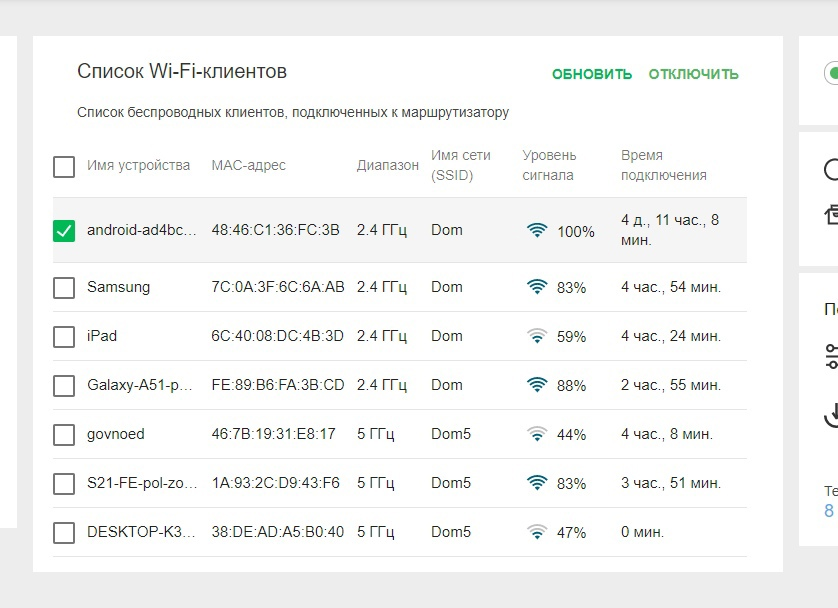 Список Wi-Fi-клиентов
ОБНОВИТЬ ОТКЛЮЧИТЬ
Список беспроводных клиентов, подключенных к маршрутизатору
Имя устройства MAC-адрес Диапазон Имя сети (SSID) Уровень сигнала Время подключения
android-ad4bc... 48:46:C1:36:FC:3B 2.4 ГГц Dom 100% 4 д., 11 час., 8 мин.
Samsung 7C:0A:3F:6C:6A:AB 2.4 ГГц Dom 83% 4 час., 54 мин.
iPad 6C:40:08:DC:4B:3D 2.4 ГГц Dom 59% 4 час., 24 мин.
Galaxy-A51-p... FE:89:B6:FA:3B:CD 2.4 ГГц Dom 88% 2 час., 55 мин.
govnoed 46:7B:19:31:E8:17 5 ГГц Dom5 44% 4 час., 8 мин.
S21-FE-pol-zo... 1A:93:2C:D9:43:F6 5 ГГц Dom5 83% 3 час., 51 мин.
DESKTOP-K3... 38:DE:AD:A5:B0:40 5 ГГц Dom5 47% 0 мин.
8